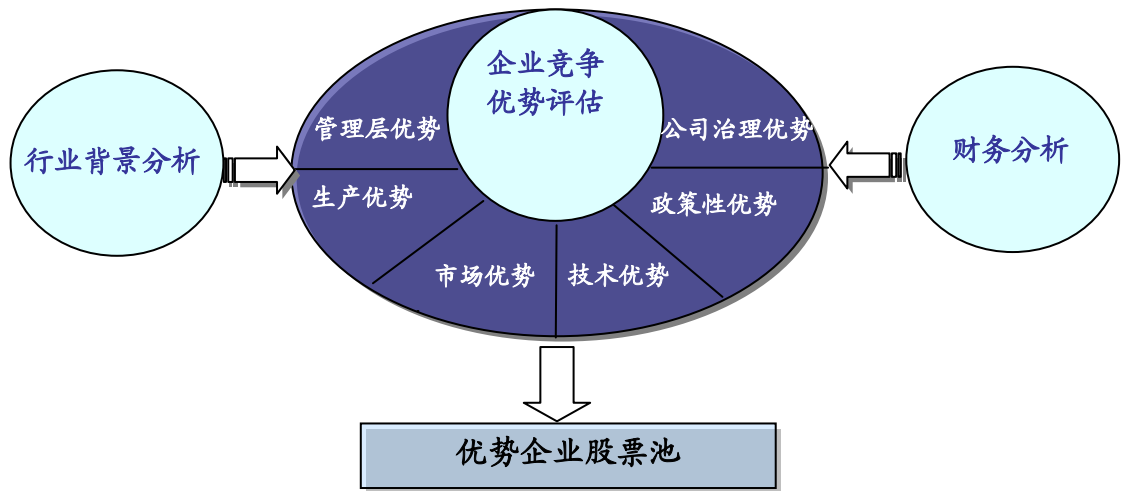 企业竞争
优势评估
管理层优势
公司治理优势
行业背景分析
财务分析
生产优势
政策性优势
市场优势
技术优势
优势企业股票池